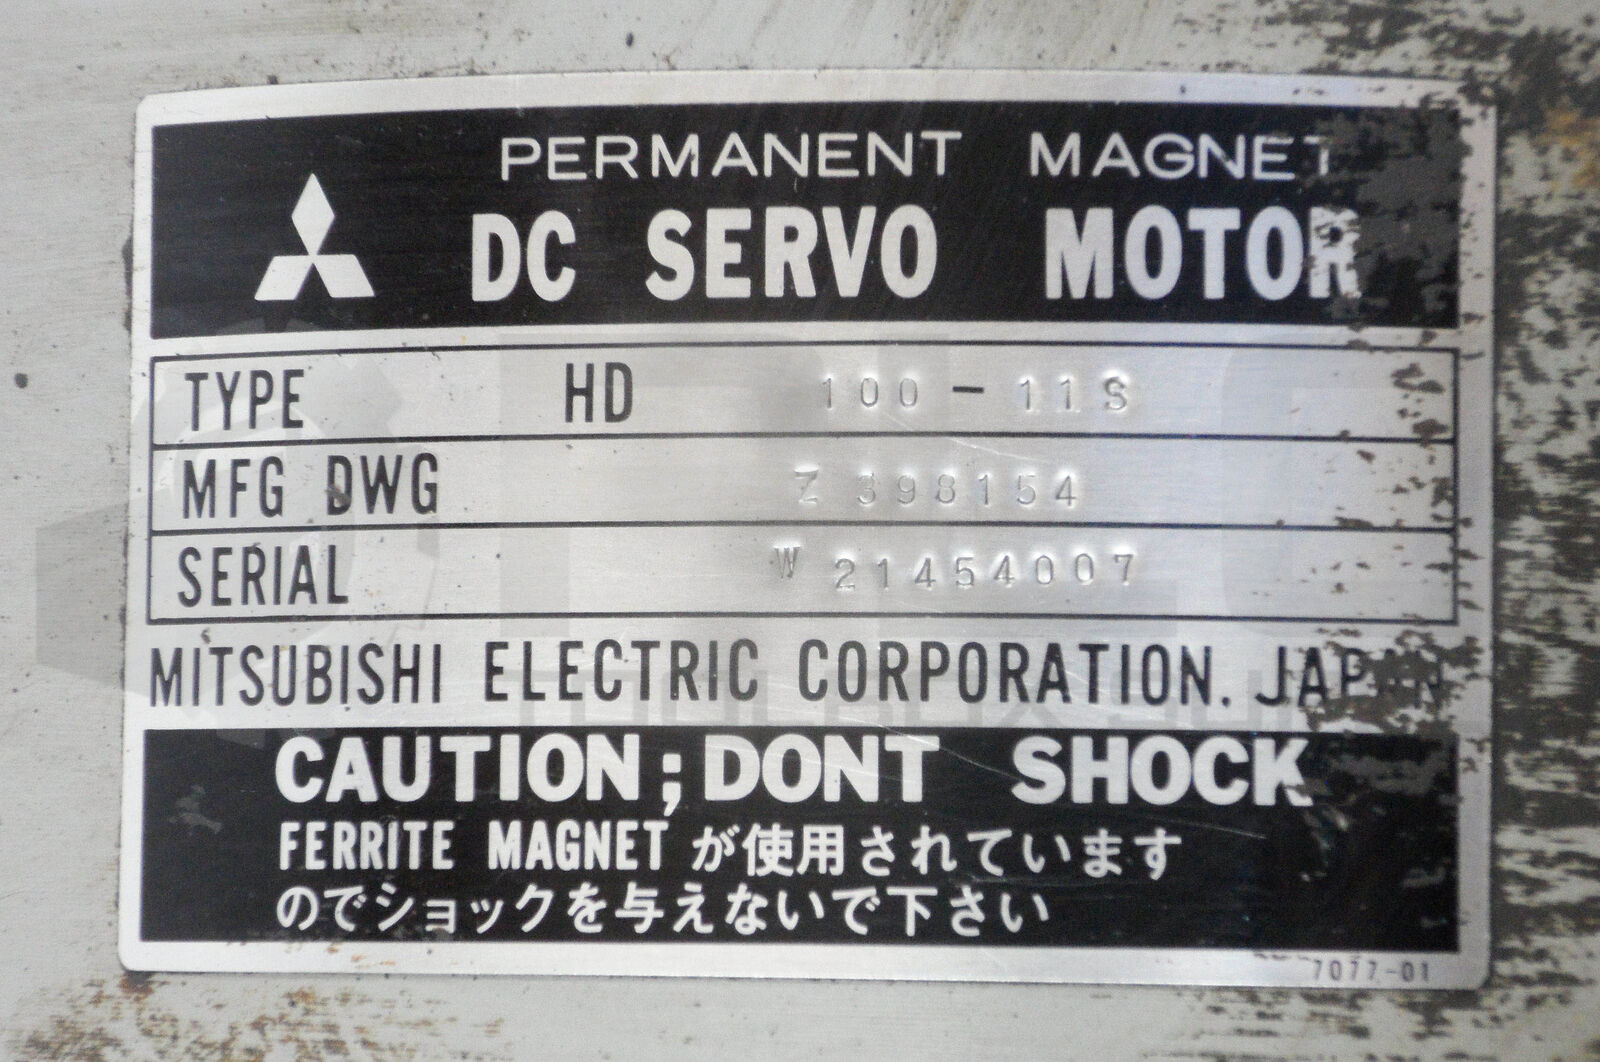 PERMANENT MAGNET
DC SERVO MOTOR
TYPE HD 100-11S
MFG DWG Z 398154
SERIAL W 21454007
MITSUBISHI ELECTRIC CORPORATION. JAPAN
CAUTION; DONT SHOCK
FERRITE MAGNET が使用されています
のでショックを与えないで下さい
7077-01